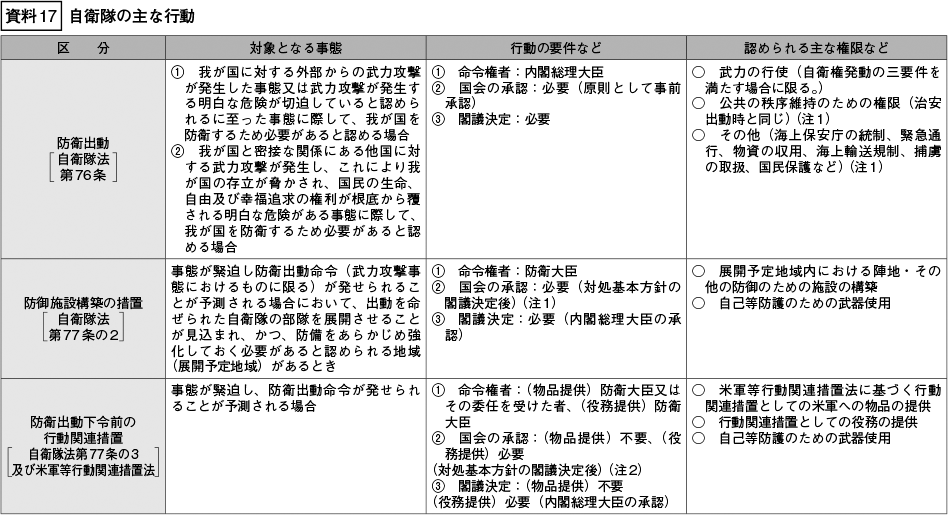 資料17 自衛隊の主な行動
区　分
対象となる事態
行動の要件など
認められる主な権限など
防衛出動
自衛隊法
第76条
① 我が国に対する外部からの武力攻撃
が発生した事態又は武力攻撃が発生す
る明白な危険が切迫していると認めら
れるに至った事態に際して、我が国を
防衛するため必要があると認める場合
② 我が国と密接な関係にある他国に対
する武力攻撃が発生し、これにより我
が国の存立が脅かされ、国民の生命、
自由及び幸福追求の権利が根底から覆
される明白な危険がある事態に際して、
我が国を防衛するため必要があると認
める場合
① 命令権者：内閣総理大臣
② 国会の承認：必要（原則として事前
承認）
③ 閣議決定：必要
○ 武力の行使（自衛権発動の三要件を
満たす場合に限る。）
○ 公共の秩序維持のための権限（治安
出動時と同じ）（注１）
○ その他（海上保安庁の統制、緊急通
行、物資の収用、海上輸送規制、捕虜
の取扱、国民保護など）（注１）
防御施設構築の措置
自衛隊法
第77条の２
事態が緊迫し防衛出動命令（武力攻撃事
態におけるものに限る）が発せられるこ
とが予測される場合において、出動を命
ぜられた自衛隊の部隊を展開させること
が見込まれ、かつ、防備をあらかじめ強
化しておく必要があると認められる地域
（展開予定地域）があるとき
① 命令権者：防衛大臣
② 国会の承認：必要（対処基本方針の
閣議決定後）（注１）
③ 閣議決定：必要（内閣総理大臣の承
認）
○ 展開予定地域内における陣地・その
他の防御のための施設の構築
○ 自己等防護のための武器使用
防衛出動下令前の
行動関連措置
自衛隊法第77条の３
及び米軍等行動関連措置法
事態が緊迫し、防衛出動命令が発せられ
ることが予測される場合
① 命令権者：（物品提供）防衛大臣又は
その委任を受けた者、（役務提供）防衛
大臣
② 国会の承認：（物品提供）不要、（役
務提供）必要
（対処基本方針の閣議決定後）（注２）
③ 閣議決定：（物品提供）不要
（役務提供）必要（内閣総理大臣の承認）
○ 米軍等行動関連措置法に基づく行動
関連措置としての米軍への物品の提供
○ 行動関連措置としての役務の提供
○ 自己等防護のための武器使用